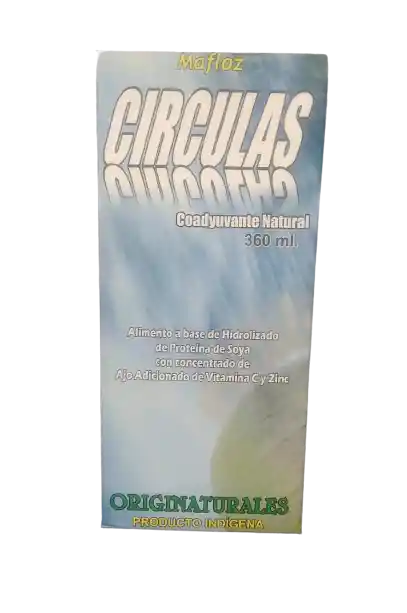 Mafloz
CIRCULAS
Coadyuvante Natural
360 ml.
Alimento a base de Hidrolizado
de Proteína de Soya
con concentrado de
Ajo Adicionado de Vitamina C y Zinc
ORIGINATURALES
PRODUCTO INDÍGENA